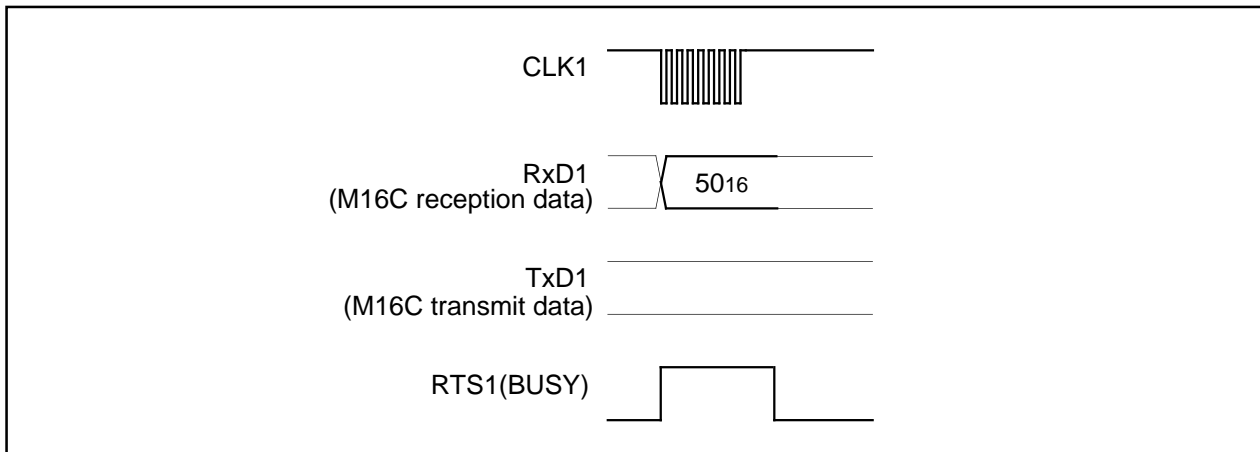 CLK1
RxD1
(M16C reception data)
5016
TxD1
(M16C transmit data)
RTS1(BUSY)